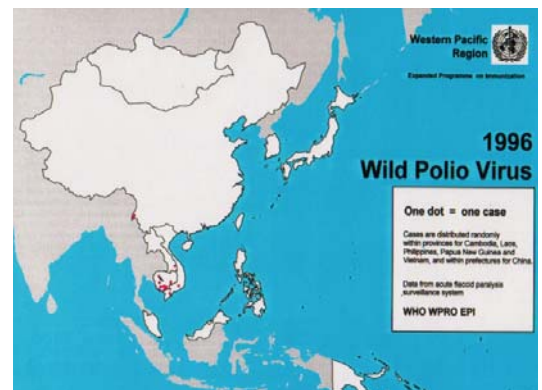 Western Pacific
Region
Expanded Programme on Immunization
1996
Wild Polio Virus
One dot = one case
Cases are distributed randomly
within provinces for Cambodia, Laos,
Philippines, Papua New Guinea and
Vietnam, and within prefectures for China.
Data from acute flaccid paralysis
surveillance system
WHO WPRO EPI